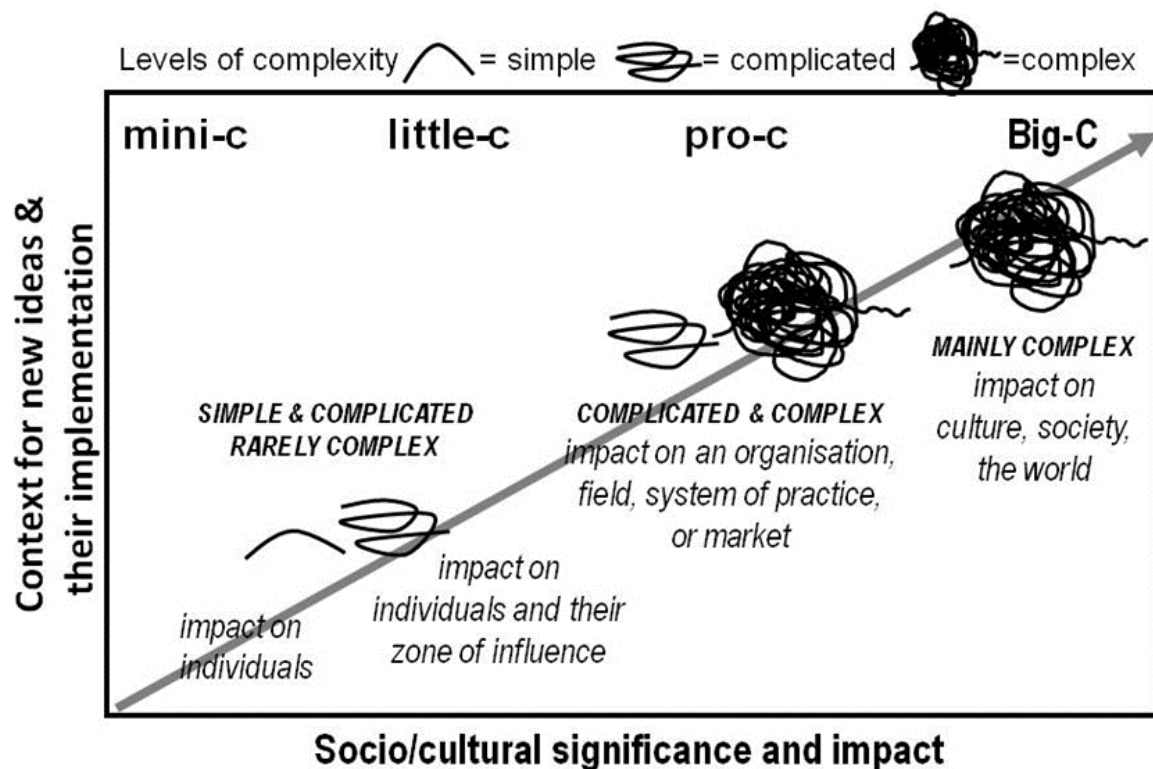 Levels of complexity = simple = complicated =complex
mini-c little-c pro-c Big-C
Context for new ideas &
their implementation
SIMPLE & COMPLICATED
RARELY COMPLEX
impact on
individuals
impact on
individuals and their
zone of influence
COMPLICATED & COMPLEX
impact on an organisation,
field, system of practice,
or market
MAINLY COMPLEX
impact on
culture, society,
the world
Socio/cultural significance and impact